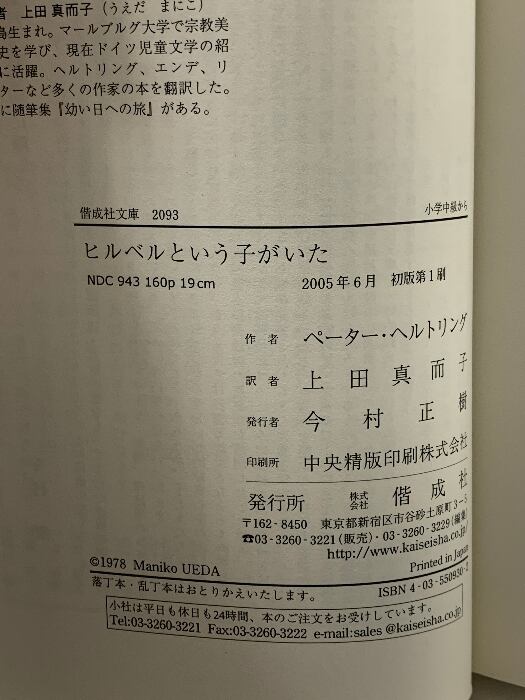 者　上田 真而子（うえだ　まにこ）
島生まれ。マールブルグ大学で宗教美
史を学び、現在ドイツ児童文学の紹
に活躍。ヘルトリング、エンデ、リ
ターなど多くの作家の本を翻訳した。
に随筆集『幼い日への旅』がある。
偕成社文庫　2093
小学中級から
ヒルベルという子がいた
NDC 943 160p 19cm
2005年6月　初版第1刷
作者　ペーター・ヘルトリング
訳者　上田真而子
発行者　今村正樹
印刷所　中央精版印刷株式会社
発行所　株式会社　偕成社
〒162-8450　東京都新宿区市谷砂土原町3-5
☎03-3260-3221(販売)・03-3260-3229(編集)
http://www.kaiseisha.co.jp/
©1978 Maniko UEDA
Printed in Japan
落丁本・乱丁本はおとりかえいたします。
ISBN 4-03-550930-2
小社は平日も休日も24時間、本のご注文をお受けしています。
Tel:03-3260-3221 Fax:03-3260-3222 e-mail:sales @kaiseisha.co.jp